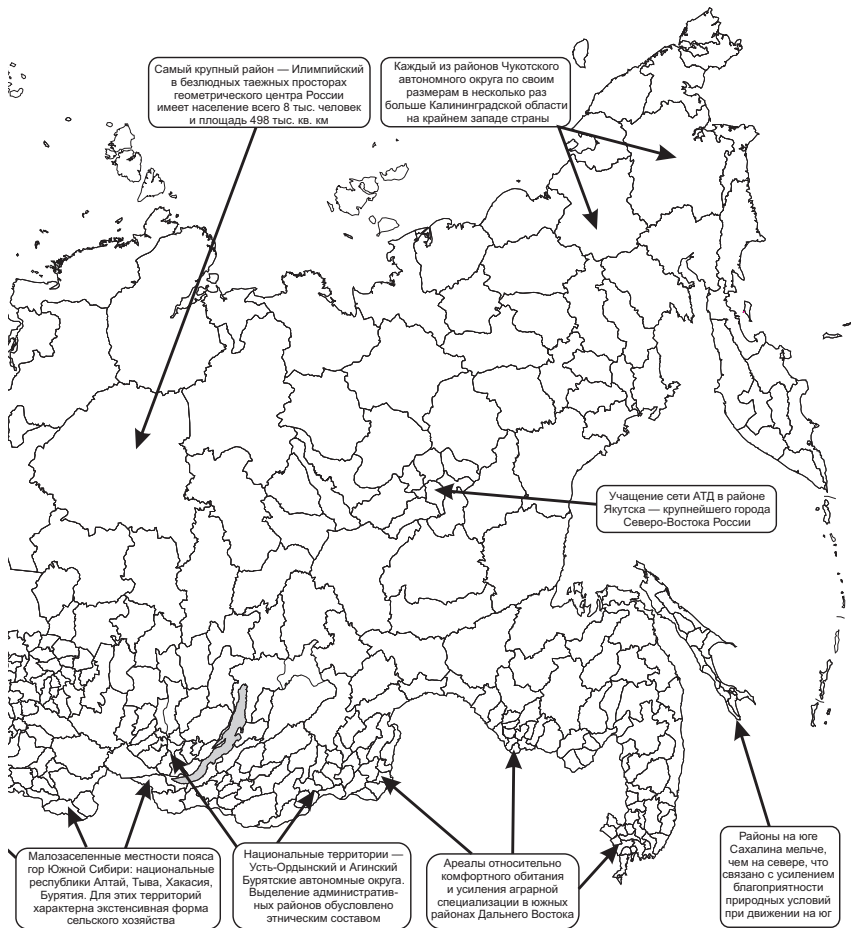 Самый крупный район — Илимпийский
в безлюдных таежных просторах
геометрического центра России
имеет население всего 8 тыс. человек
и площадь 498 тыс. кв. км
Каждый из районов Чукотского
автономного округа по своим
размерам в несколько раз
больше Калининградской области
на крайнем западе страны
Учащение сети АТД в районе
Якутска — крупнейшего города
Северо-Востока России
Малозаселенные местности пояса
гор Южной Сибири: национальные
республики Алтай, Тыва, Хакасия,
Бурятия. Для этих территорий
характерна экстенсивная форма
сельского хозяйства
Национальные территории —
Усть-Ордынский и Агинский
Бурятские автономные округа.
Выделение административ-
ных районов обусловлено
этническим составом
Ареалы относительно
комфортного обитания
и усиления аграрной
специализации в южных
районах Дальнего Востока
Районы на юге
Сахалина мельче,
чем на севере, что
связано с усилением
благоприятности
природных условий
при движении на юг